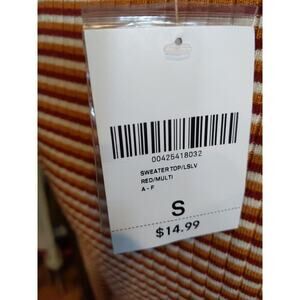 00425418032
SWEATER TOP/LSLV
RED/MULTI
A - F
S
$14.99